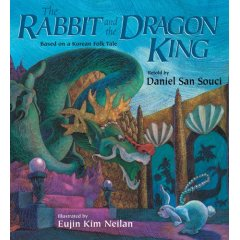 The
RABBIT and the
DRAGON
KING
Based on a Korean Folk Tale
Retold by
Daniel San Souci
Illustrated by
Eujin Kim Neilan